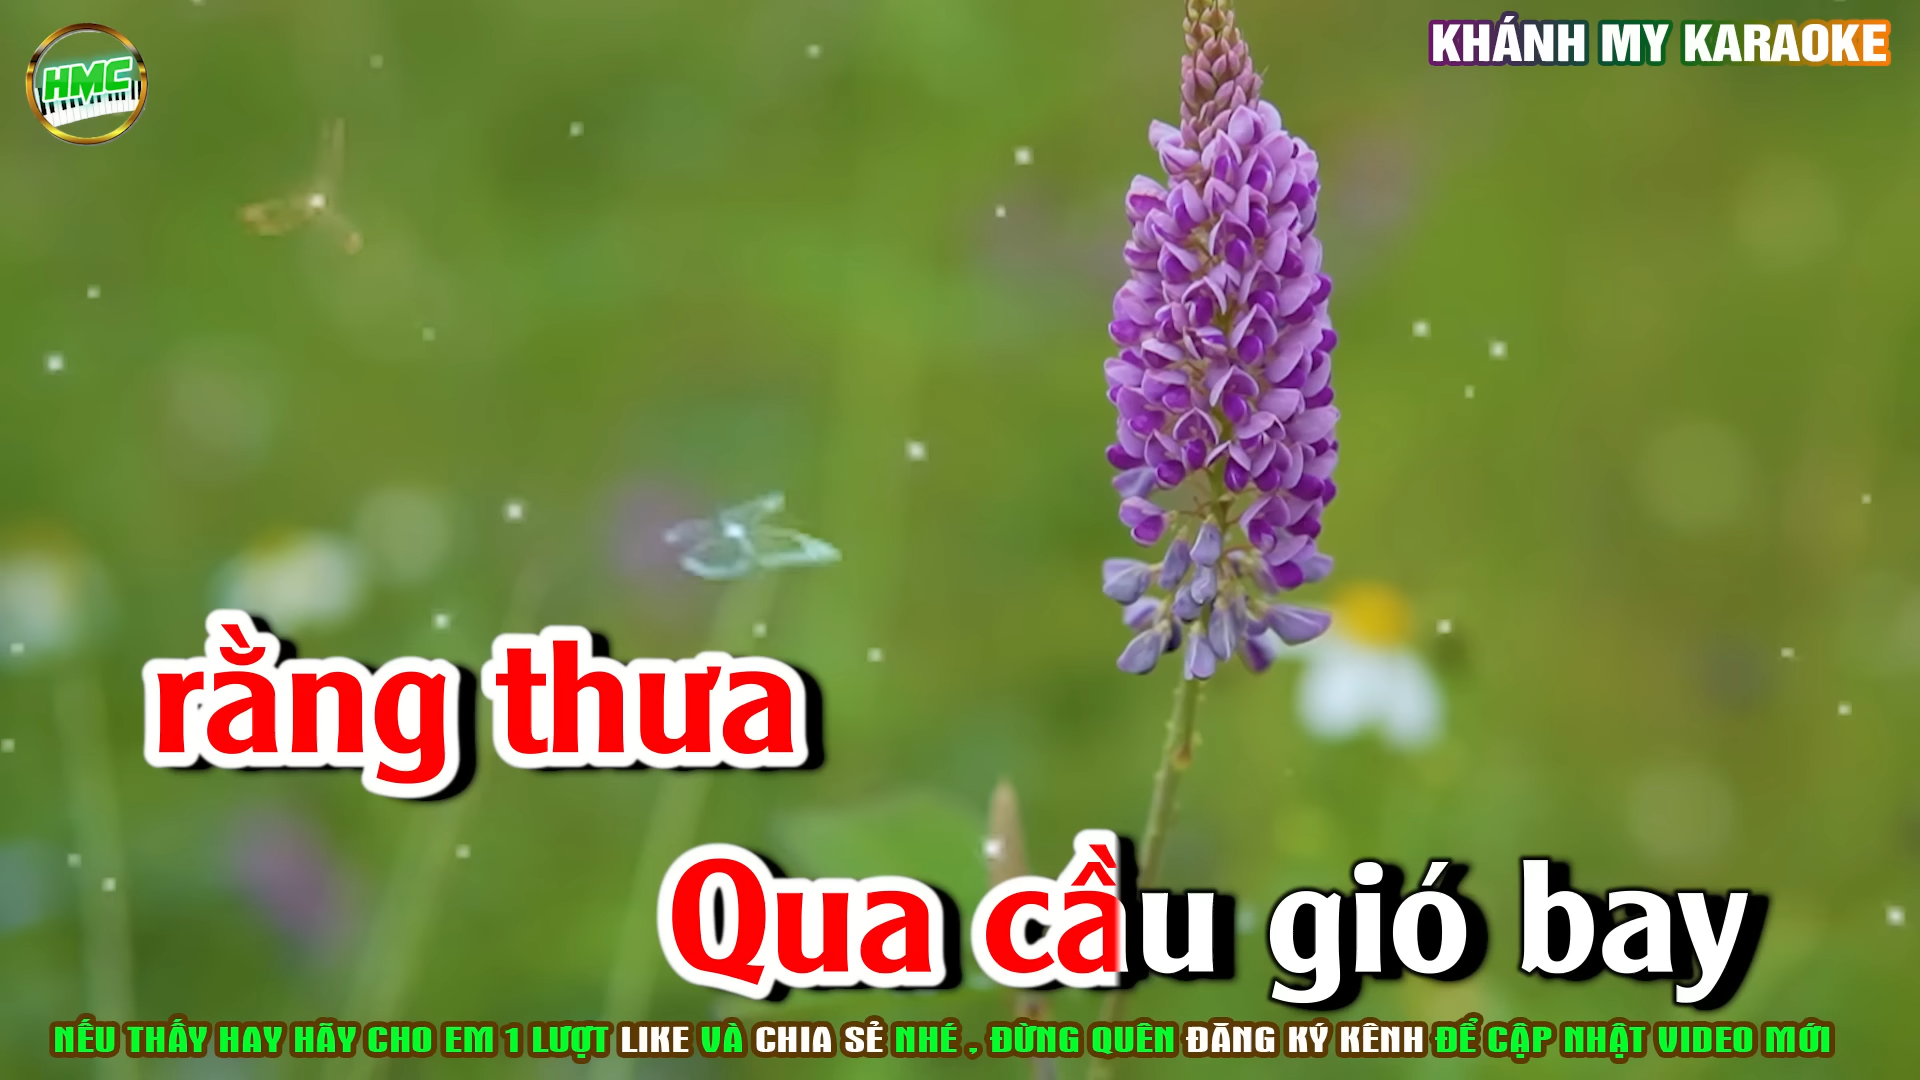 HMC
KHÁNH MY KARAOKE
rằng thưa
Qua cầu gió bay
NẾU THẤY HAY HÃY CHO EM 1 LƯỢT LIKE VÀ CHIA SẺ NHÉ , ĐỪNG QUÊN ĐĂNG KÝ KÊNH ĐỂ CẬP NHẬT VIDEO MỚI